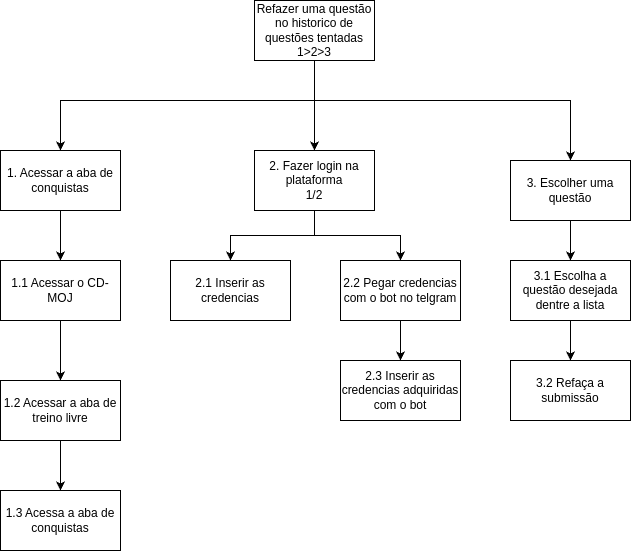 Refazer uma questão
no historico de
questões tentadas
1>2>3
1. Acessar a aba de
conquistas
2. Fazer login na
plataforma
1/2
3. Escolher uma
questão
1.1 Acessar o CD-
MOJ
2.1 Inserir as
credencias
2.2 Pegar credencias
com o bot no telgram
3.1 Escolha a
questão desejada
dentre a lista
1.2 Acessar a aba de
treino livre
2.3 Inserir as
credencias adquiridas
com o bot
3.2 Refaça a
submissão
1.3 Acessa a aba de
conquistas